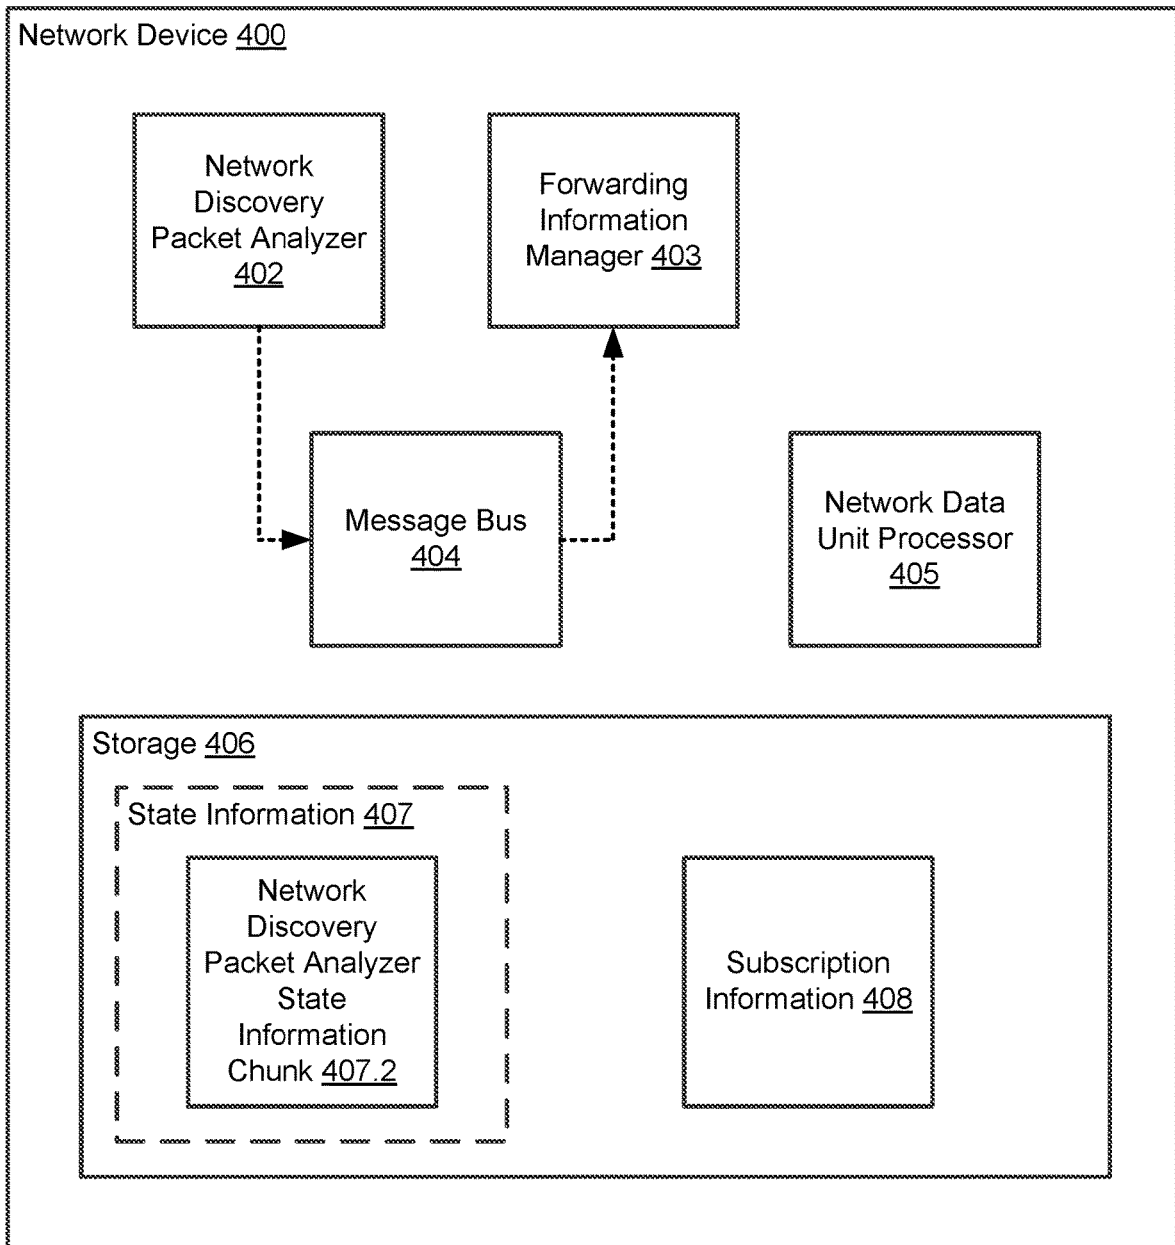 Network Device 400
Network
Discovery
Packet Analyzer
402
Forwarding
Information
Manager 403
Message Bus
404
Network Data
Unit Processor
405
Storage 406
State Information 407
Network
Discovery
Packet Analyzer
State
Information
Chunk 407.2
Subscription
Information 408